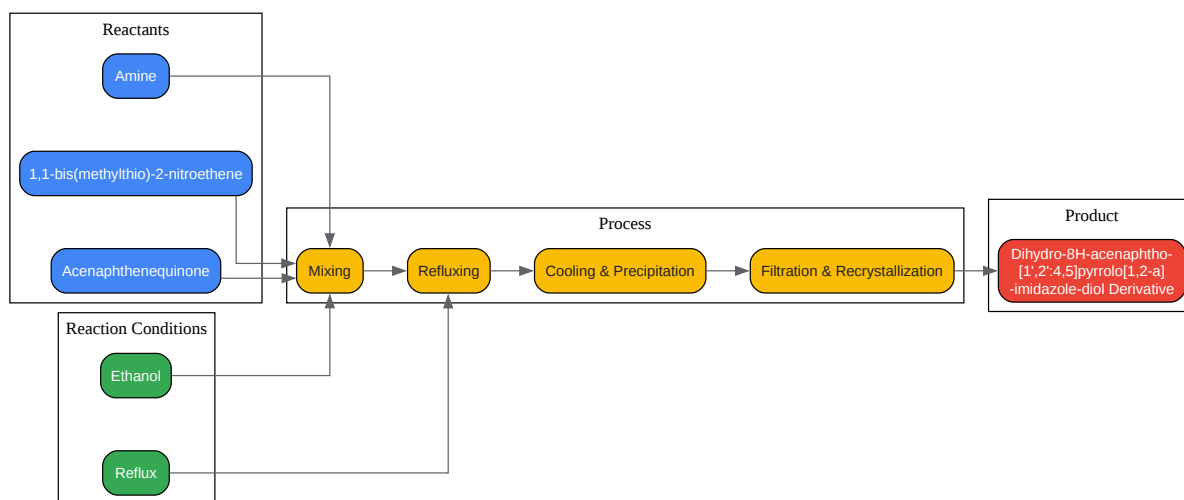 Reactants
Amine
1,1-bis(methylthio)-2-nitroethene
Acenaphthenequinone
Reaction Conditions
Ethanol
Reflux
Process
Mixing
Refluxing
Cooling & Precipitation
Filtration & Recrystallization
Product
Dihydro-8H-acenaphtho-
[1',2':4,5]pyrrolo[1,2-a]
-imidazole-diol Derivative